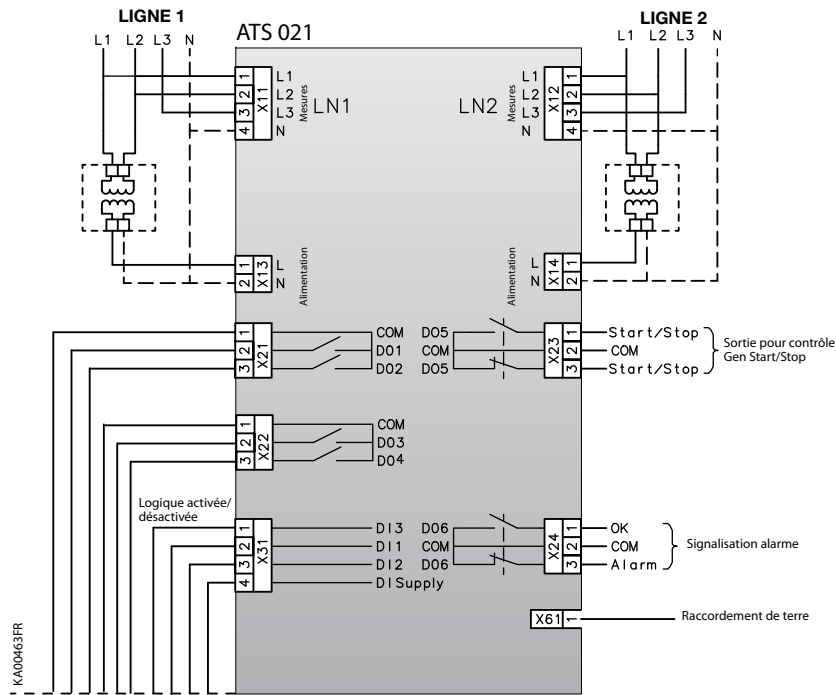 LIGNE 1
L1 L2 L3 N
ATS 021
LIGNE 2
L1 L2 L3 N
1 L1
2 L2
3 L3
4 N
X11
Mesures
LN1
LN2
Mesures
L1 1
L2 2
L3 3
N 4
X12
1 L
2 N
X13
Alimentation
Alimentation
L 1
N 2
X14
1 COM
2 DO1
3 DO2
X21
DO5 1 Start/Stop
COM 2 COM
DO5 3 Start/Stop
X23
Sortie pour contrôle
Gen Start/Stop
1 COM
2 DO3
3 DO4
X22
Logique activée/
désactivée
1 DI3
2 DI1
3 DI2
4 DISupply
X31
DO6 1 OK
COM 2 COM
DO6 3 Alarm
X24
Signalisation alarme
X61 1
Raccordement de terre
KA00463FR